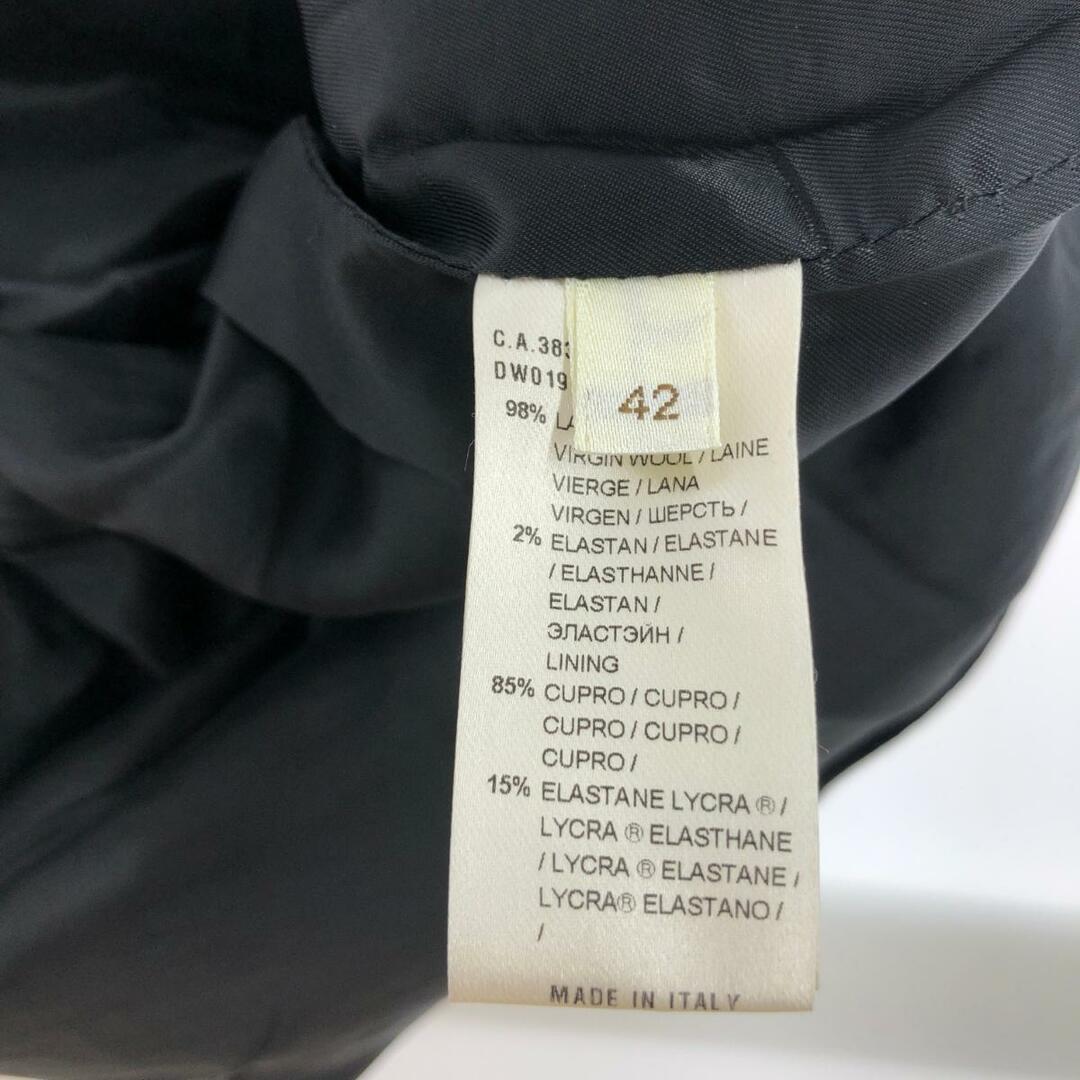 C.A.383
DW019
42
98%
VIRGIN WOOL / LAINE
VIERGE / LANA
VIRGEN / ШЕРСТЬ /
2% ELASTAN / ELASTANE
/ ELASTHANNE /
ELASTAN /
ЭЛАСТЭЙН /
LINING
85% CUPRO / CUPRO /
CUPRO / CUPRO /
CUPRO /
15% ELASTANE LYCRA ® /
LYCRA ® ELASTHANE
/ LYCRA ® ELASTANE /
LYCRA® ELASTANO /
/
MADE IN ITALY